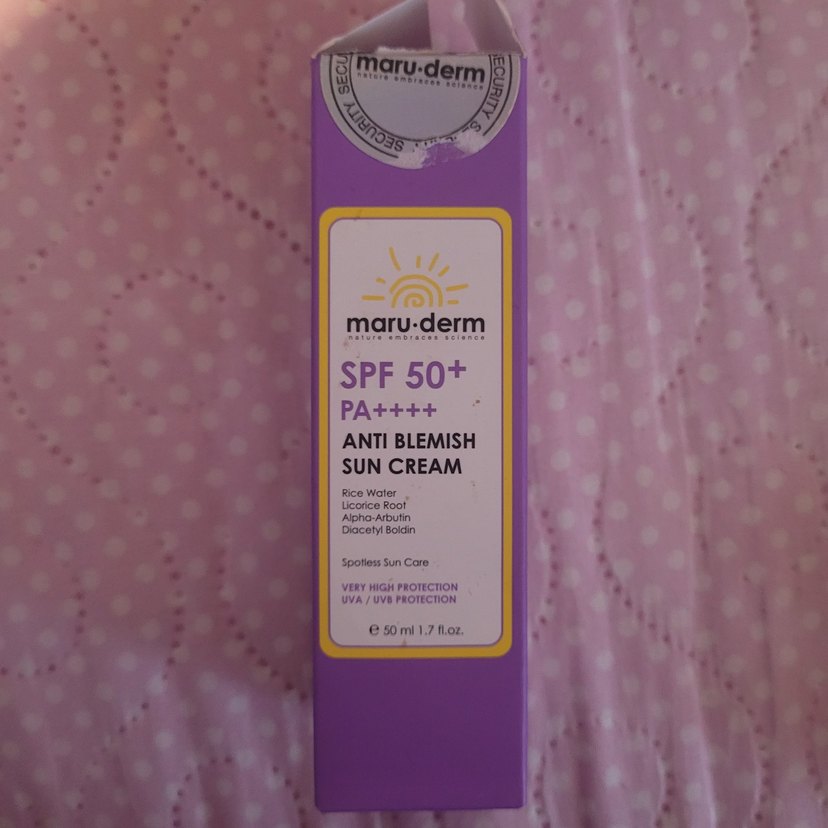 maru·derm
nature embraces science
SECURITY
SECURITY
maru·derm
nature embraces science
SPF 50+
PA++++
ANTI BLEMISH
SUN CREAM
Rice Water
Licorice Root
Alpha-Arbutin
Diacetyl Boldin
Spotless Sun Care
VERY HIGH PROTECTION
UVA / UVB PROTECTION
℮ 50 ml 1.7 fl.oz.